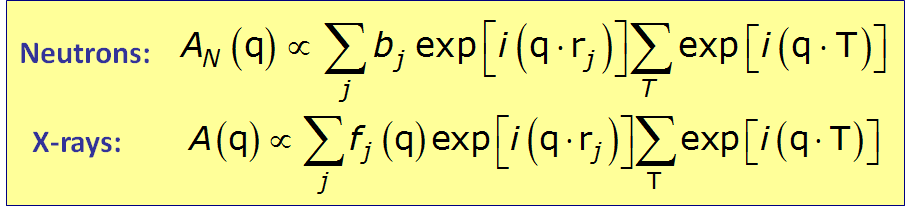 Neutrons: A_N(q) ∝ ∑_j b_j exp[i(q·r_j)] ∑_T exp[i(q·T)]
X-rays: A(q) ∝ ∑_j f_j(q) exp[i(q·r_j)] ∑_T exp[i(q·T)]